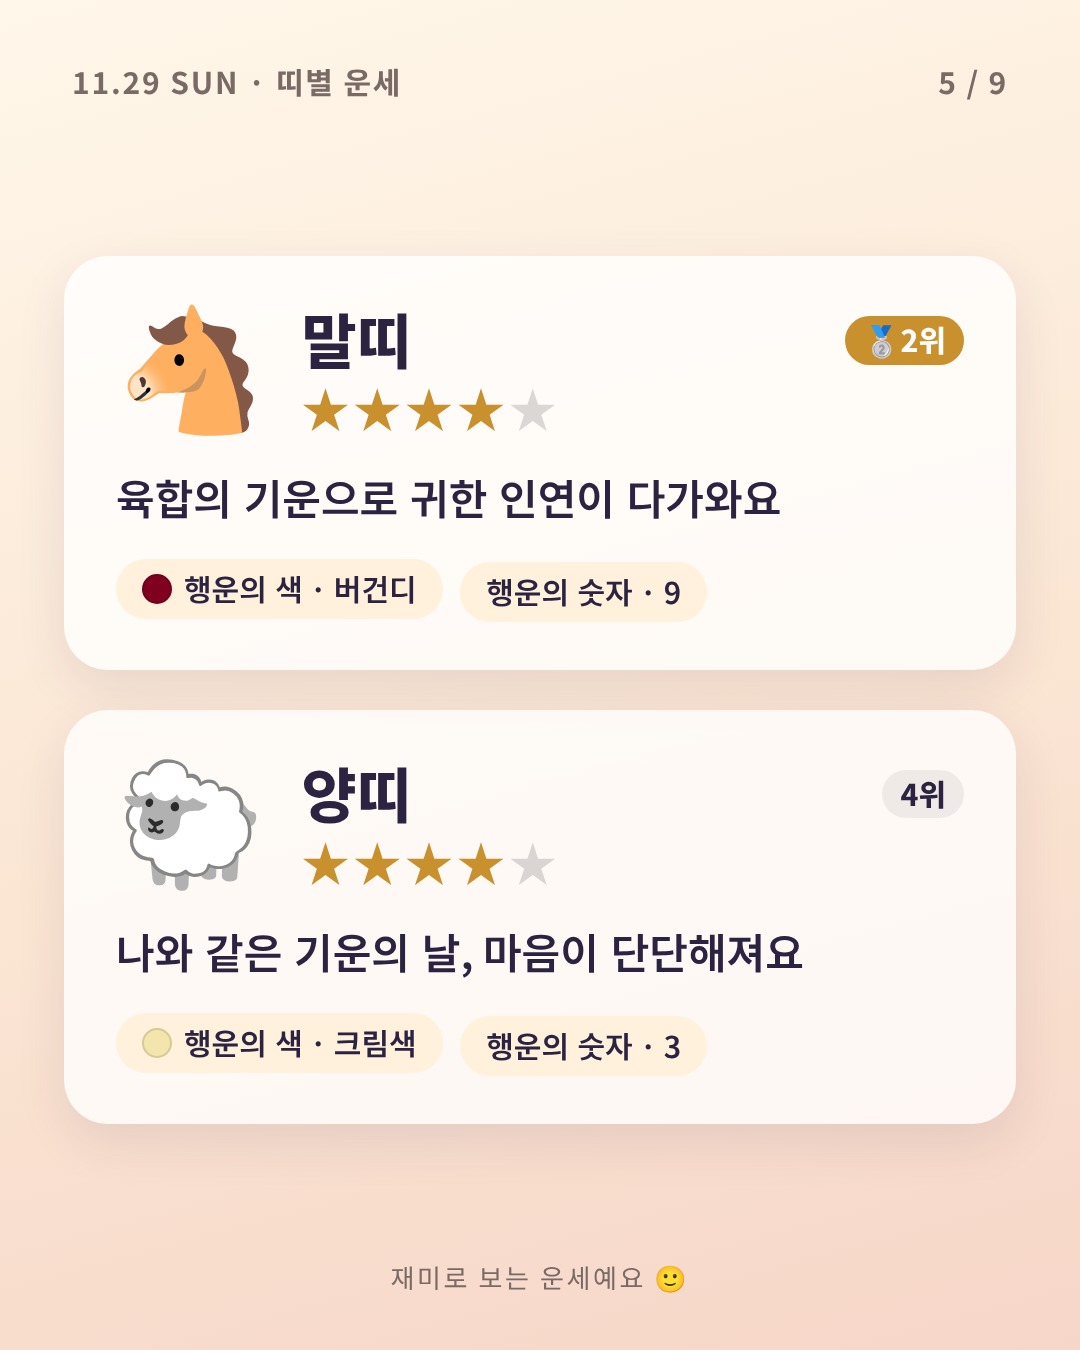 11.29 SUN · 띠별 운세
5 / 9
말띠
🥈2위
★★★★★
육합의 기운으로 귀한 인연이 다가와요
행운의 색 · 버건디
행운의 숫자 · 9
양띠
4위
★★★★★
나와 같은 기운의 날, 마음이 단단해져요
행운의 색 · 크림색
행운의 숫자 · 3
재미로 보는 운세예요 🙂